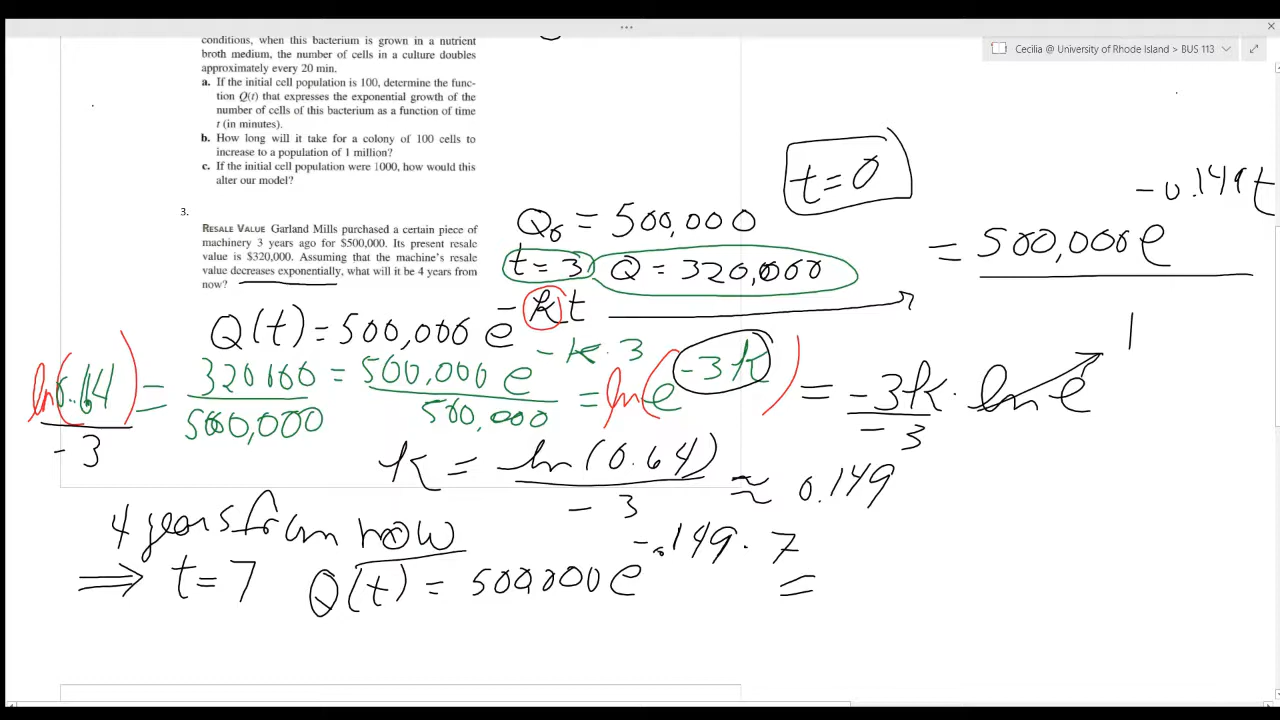 Cecilia @ University of Rhode Island > BUS 113
conditions, when this bacterium is grown in a nutrient
broth medium, the number of cells in a culture doubles
approximately every 20 min.
a. If the initial cell population is 100, determine the func-
tion Q(t) that expresses the exponential growth of the
number of cells of this bacterium as a function of time
t (in minutes).
b. How long will it take for a colony of 100 cells to
increase to a population of 1 million?
c. If the initial cell population were 1000, how would this
alter our model?
3.
RESALE VALUE Garland Mills purchased a certain piece of
machinery 3 years ago for $500,000. Its present resale
value is $320,000. Assuming that the machine's resale
value decreases exponentially, what will it be 4 years from
now?
t = 0
Q₀ = 500,000
t = 3 Q = 320,000
= 500,000 e^-0.149t
Q(t) = 500,000 e^-kt
ln(0.64)/-3 = 320000/500,000 = 500,000 e^-k·3/500,000 = ln(e^-3k) = -3k/-3 · ln e 1
k = ln(0.64)/-3 ≈ 0.149
4 years from now
⇒ t = 7 Q(t) = 500000 e^-.149·7 =